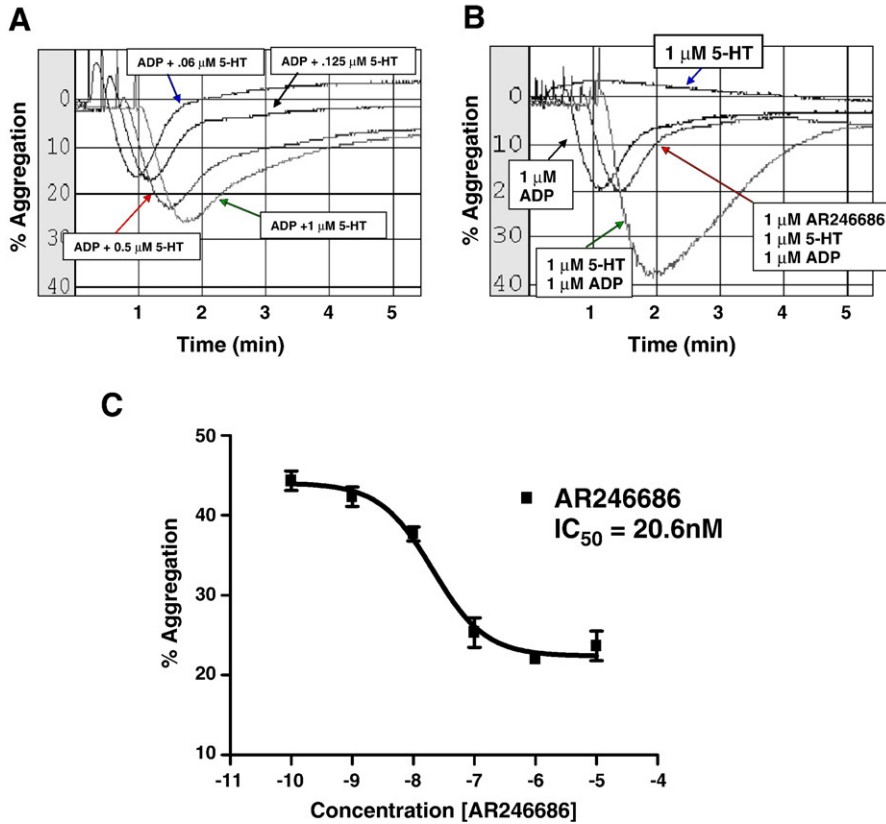 A
ADP + .06 µM 5-HT
ADP + .125 µM 5-HT
0
10
20
30
40
% Aggregation
ADP + 0.5 µM 5-HT
ADP +1 µM 5-HT
1 2 3 4 5
Time (min)
B
1 µM 5-HT
0
10
2
30
40
% Aggregation
1 µM
ADP
1 µM 5-HT
1 µM ADP
1 µM AR246686
1 µM 5-HT
1 µM ADP
1 2 3 4 5
Time (min)
C
50
40
30
20
10
% Aggregation
AR246686
IC50 = 20.6nM
-11 -10 -9 -8 -7 -6 -5 -4
Concentration [AR246686]